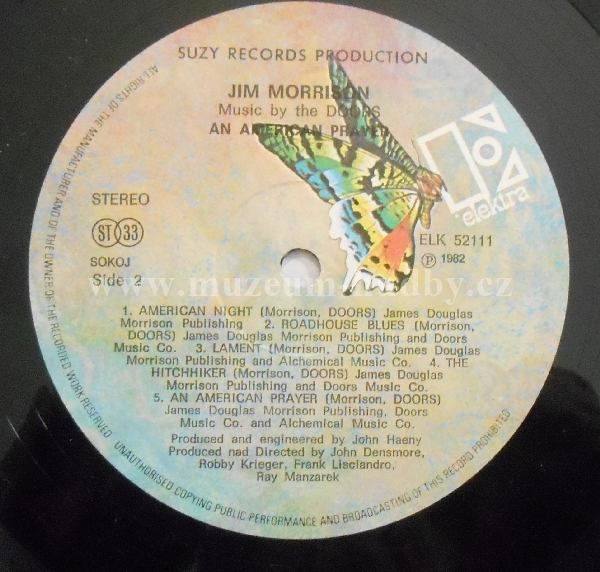 SUZY RECORDS PRODUCTION
JIM MORRISON
Music by the DOORS
AN AMERICAN PRAYER
elektra
STEREO
ST 33
SOKOJ
Side 2
ELK 52111
Ⓟ 1982
www.muzeum-hudby.cz
1. AMERICAN NIGHT (Morrison, DOORS) James Douglas
Morrison Publishing 2. ROADHOUSE BLUES (Morrison,
DOORS) James Douglas Morrison Publishing and Doors
Music Co. 3. LAMENT (Morrison, DOORS) James Douglas
Morrison Publishing and Alchemical Music Co. 4. THE
HITCHHIKER (Morrison, DOORS) James Douglas
Morrison Publishing and Doors Music Co.
5. AN AMERICAN PRAYER (Morrison, DOORS)
James Douglas Morrison Publishing, Doors
Music Co. and Alchemical Music Co.
Produced and engineered by John Haeny
Produced nad Directed by John Densmore,
Robby Krieger, Frank Lisciandro,
Ray Manzarek
ALL RIGHTS OF THE MANUFACTURER AND OF THE OWNER OF THE RECORDED WORK RESERVED UNAUTHORISED COPYING PUBLIC PERFORMANCE AND BROADCASTING OF THIS RECORD PROHIBITED